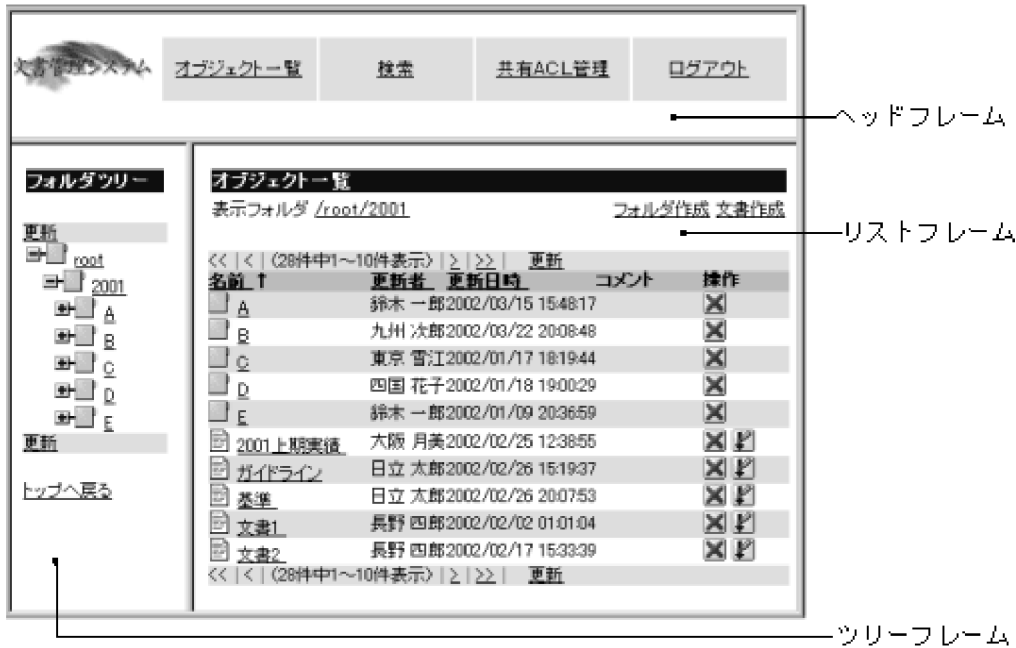 文書管理システム オブジェクト一覧 検索 共有ACL管理 ログアウト
ヘッドフレーム
フォルダツリー
更新
root
2001
A
B
C
D
E
更新
トップへ戻る
オブジェクト一覧
表示フォルダ /root/2001 フォルダ作成 文書作成
リストフレーム
<< | < | (28件中1～10件表示) | > | >> | 更新
名前 ↑ 更新者 更新日時 コメント 操作
A 鈴木 一郎 2002/03/15 15:48:17
B 九州 次郎 2002/03/22 20:08:48
C 東京 雪江 2002/01/17 18:19:44
D 四国 花子 2002/01/18 19:00:29
E 鈴木 一郎 2002/01/09 20:36:59
2001上期実績 大阪 月美 2002/02/25 12:38:55
ガイドライン 日立 太郎 2002/02/26 15:19:37
基準 日立 太郎 2002/02/26 20:07:53
文書1 長野 四郎 2002/02/02 01:01:04
文書2 長野 四郎 2002/02/17 15:33:39
<< | < | (28件中1～10件表示) | > | >> | 更新
ツリーフレーム